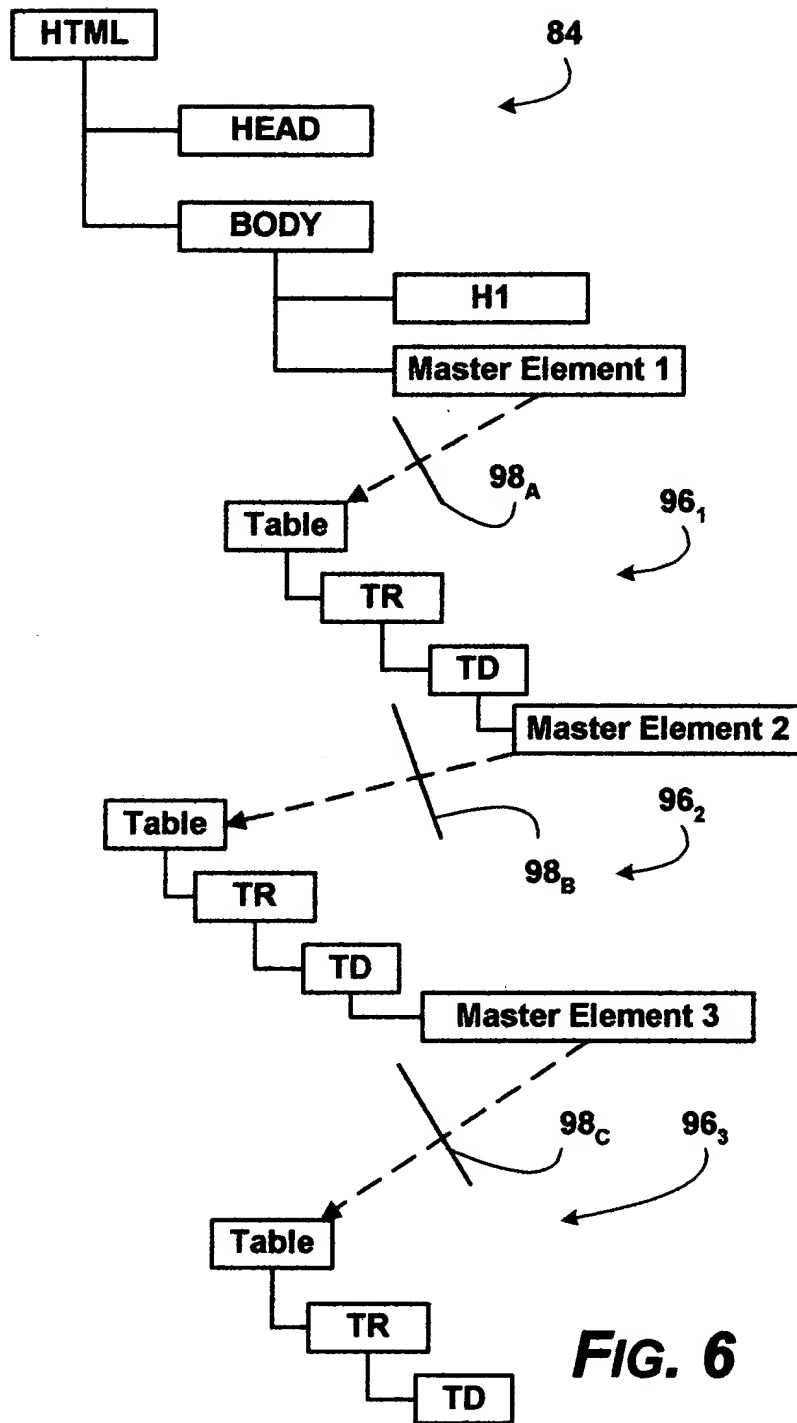 HTML
84
HEAD
BODY
H1
Master Element 1
98A
961
Table
TR
TD
Master Element 2
962
Table
98B
TR
TD
Master Element 3
98C
963
Table
TR
TD
FIG. 6